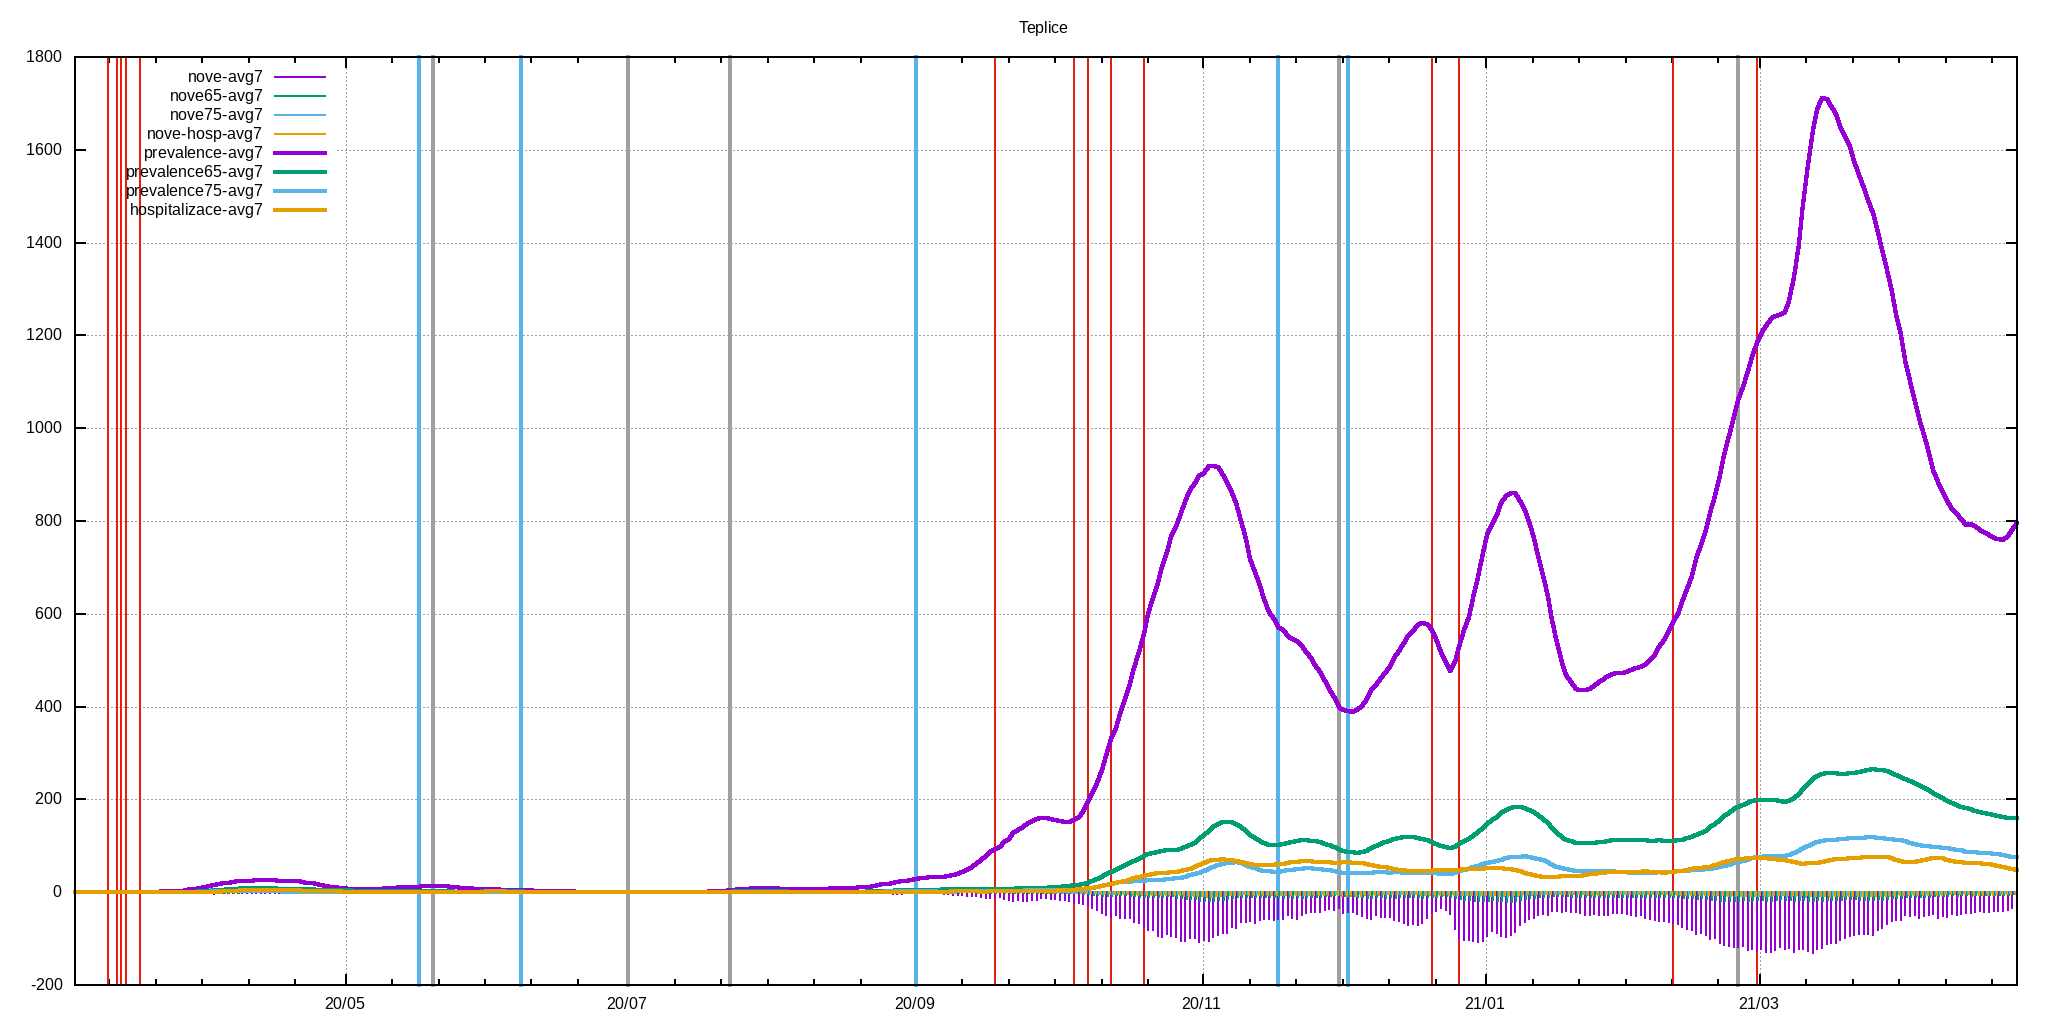 Teplice
1800
1600
1400
1200
1000
800
600
400
200
0
-200
nove-avg7
nove65-avg7
nove75-avg7
nove-hosp-avg7
prevalence-avg7
prevalence65-avg7
prevalence75-avg7
hospitalizace-avg7
20/05 20/07 20/09 20/11 21/01 21/03